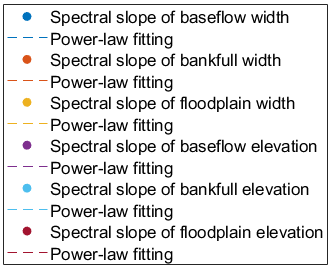 Spectral slope of baseflow width
Power-law fitting
Spectral slope of bankfull width
Power-law fitting
Spectral slope of floodplain width
Power-law fitting
Spectral slope of baseflow elevation
Power-law fitting
Spectral slope of bankfull elevation
Power-law fitting
Spectral slope of floodplain elevation
Power-law fitting